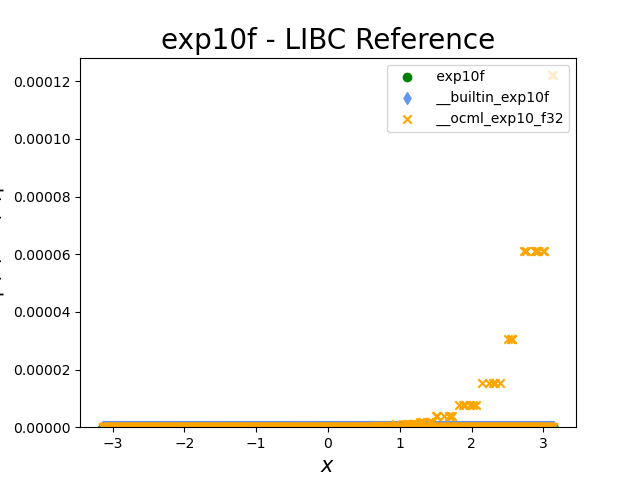 exp10f - LIBC Reference
exp10f
__builtin_exp10f
__ocml_exp10_f32
0.00012
0.00010
0.00008
0.00006
0.00004
0.00002
0.00000
−3
−2
−1
0
1
2
3
x